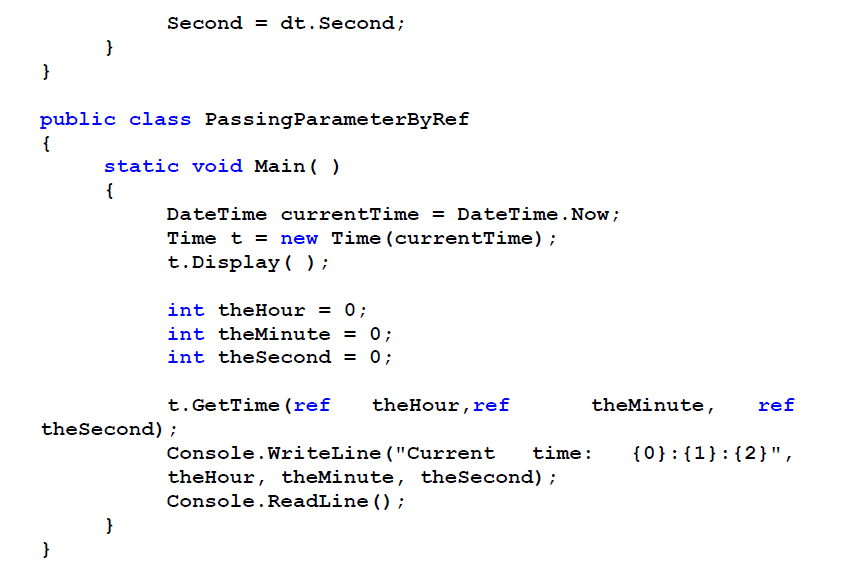 Second = dt.Second;
}
}
public class PassingParameterByRef
{
static void Main( )
{
DateTime currentTime = DateTime.Now;
Time t = new Time(currentTime);
t.Display( );
int theHour = 0;
int theMinute = 0;
int theSecond = 0;
t.GetTime(ref theHour,ref theMinute, ref
theSecond);
Console.WriteLine("Current time: {0}:{1}:{2}",
theHour, theMinute, theSecond);
Console.ReadLine();
}
}